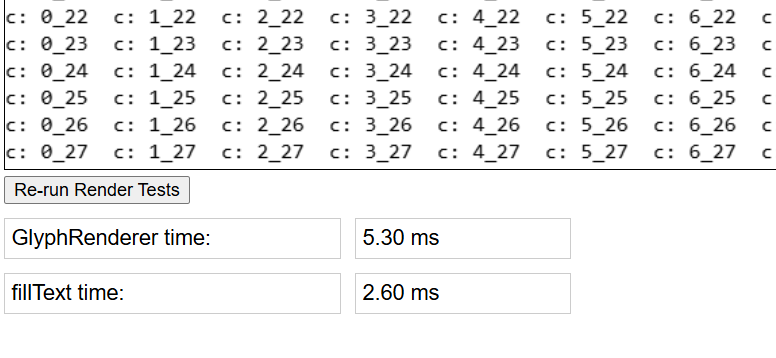 c: 0_22 c: 1_22 c: 2_22 c: 3_22 c: 4_22 c: 5_22 c: 6_22 c
c: 0_23 c: 1_23 c: 2_23 c: 3_23 c: 4_23 c: 5_23 c: 6_23 c
c: 0_24 c: 1_24 c: 2_24 c: 3_24 c: 4_24 c: 5_24 c: 6_24 c
c: 0_25 c: 1_25 c: 2_25 c: 3_25 c: 4_25 c: 5_25 c: 6_25 c
c: 0_26 c: 1_26 c: 2_26 c: 3_26 c: 4_26 c: 5_26 c: 6_26 c
c: 0_27 c: 1_27 c: 2_27 c: 3_27 c: 4_27 c: 5_27 c: 6_27 c
Re-run Render Tests
GlyphRenderer time: 5.30 ms
fillText time: 2.60 ms